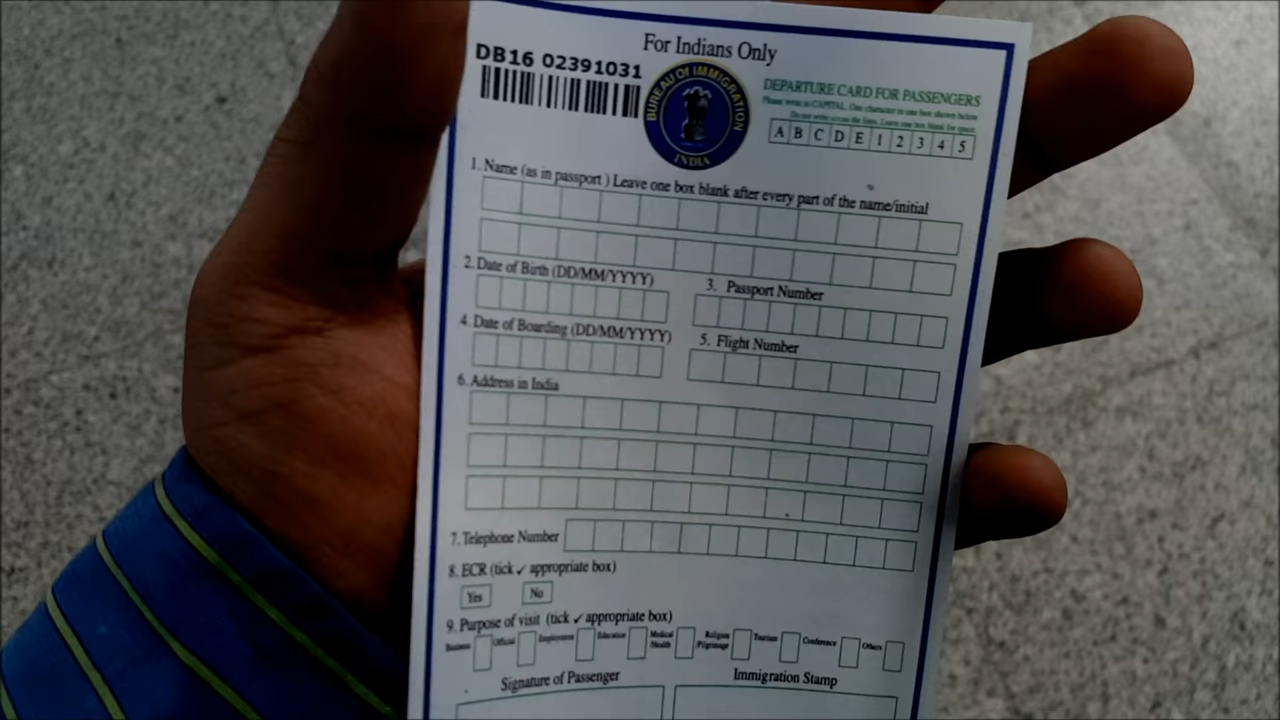 For Indians Only
DB16 02391031
BUREAU OF IMMIGRATION
INDIA
DEPARTURE CARD FOR PASSENGERS
Please write in CAPITAL. One character in one box shown below
Do not write across the lines. Leave one box blank for space.
A B C D E 1 2 3 4 5
1. Name (as in passport ) Leave one box blank after every part of the name/initial
2. Date of Birth (DD/MM/YYYY)
3. Passport Number
4. Date of Boarding (DD/MM/YYYY)
5. Flight Number
6. Address in India
7. Telephone Number
8. ECR (tick ✓ appropriate box)
Yes No
9. Purpose of visit (tick ✓ appropriate box)
Business Official Employment Education Medical /Health Religion /Pilgrimage Tourism Conference Others
Signature of Passenger
Immigration Stamp